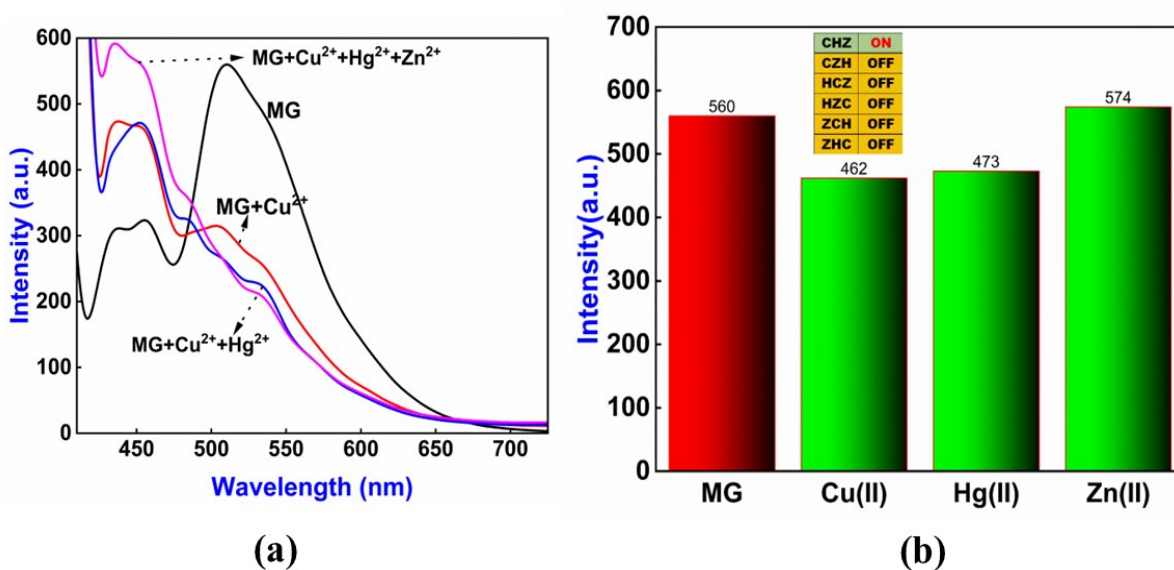 600
500
400
300
200
100
0
Intensity (a.u.)
MG+Cu²⁺+Hg²⁺+Zn²⁺
MG
MG+Cu²⁺
MG+Cu²⁺+Hg²⁺
450 500 550 600 650 700
Wavelength (nm)
(a)
700
600
500
400
300
200
100
0
Intensity(a.u.)
CHZ ON
CZH OFF
HCZ OFF
HZC OFF
ZCH OFF
ZHC OFF
560
462
473
574
MG Cu(II) Hg(II) Zn(II)
(b)